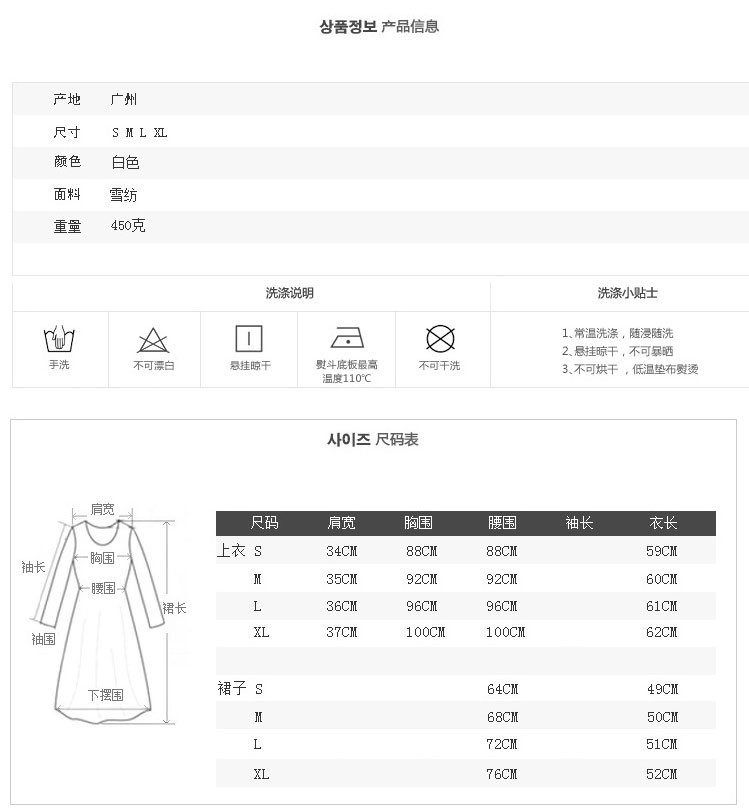 상품정보 产品信息
产地 广州
尺寸 S M L XL
颜色 白色
面料 雪纺
重量 450克
洗涤说明 洗涤小贴士
手洗
不可漂白
悬挂晾干
熨斗底板最高
温度110℃
不可干洗
1、常温洗涤，随浸随洗
2、悬挂晾干，不可暴晒
3、不可烘干 ，低温垫布熨烫
사이즈 尺码表
肩宽
胸围
袖长
腰围
裙长
袖围
下摆围
尺码 肩宽 胸围 腰围 袖长 衣长
上衣 S 34CM 88CM 88CM 59CM
M 35CM 92CM 92CM 60CM
L 36CM 96CM 96CM 61CM
XL 37CM 100CM 100CM 62CM
裙子 S 64CM 49CM
M 68CM 50CM
L 72CM 51CM
XL 76CM 52CM